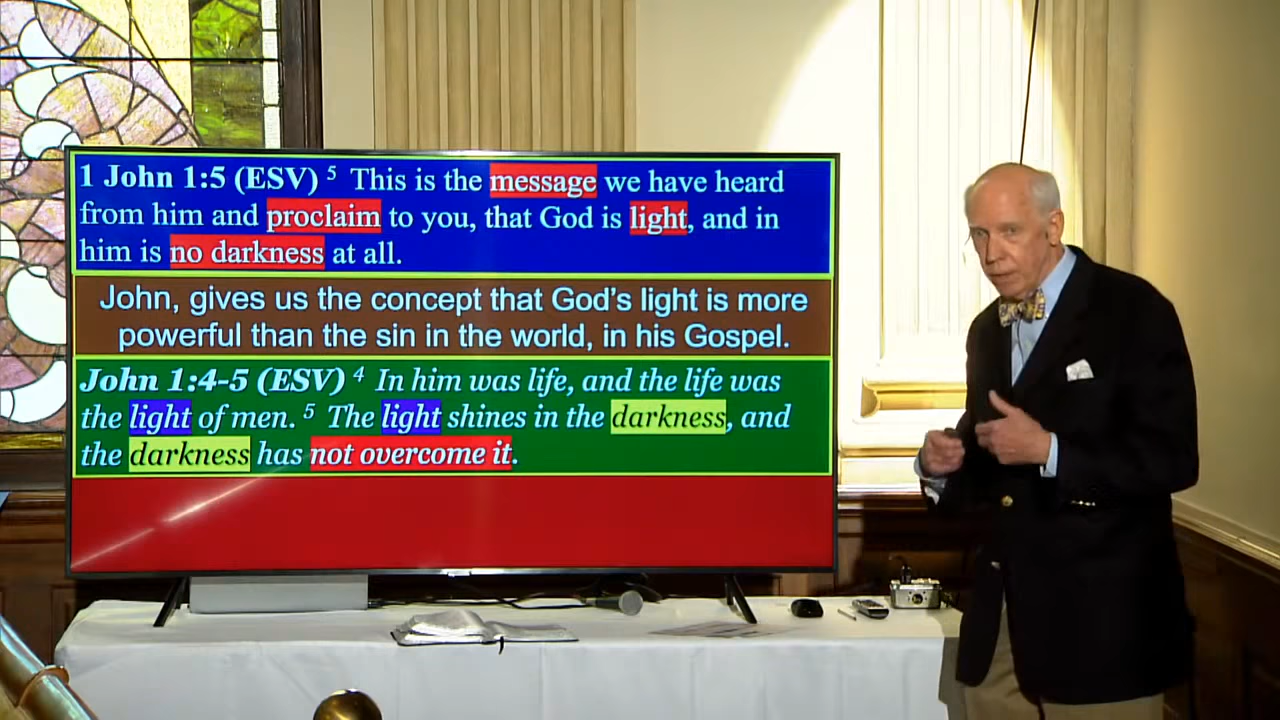 1 John 1:5 (ESV) 5 This is the message we have heard
from him and proclaim to you, that God is light, and in
him is no darkness at all.
John, gives us the concept that God's light is more
powerful than the sin in the world, in his Gospel.
John 1:4-5 (ESV) 4 In him was life, and the life was
the light of men. 5 The light shines in the darkness, and
the darkness has not overcome it.